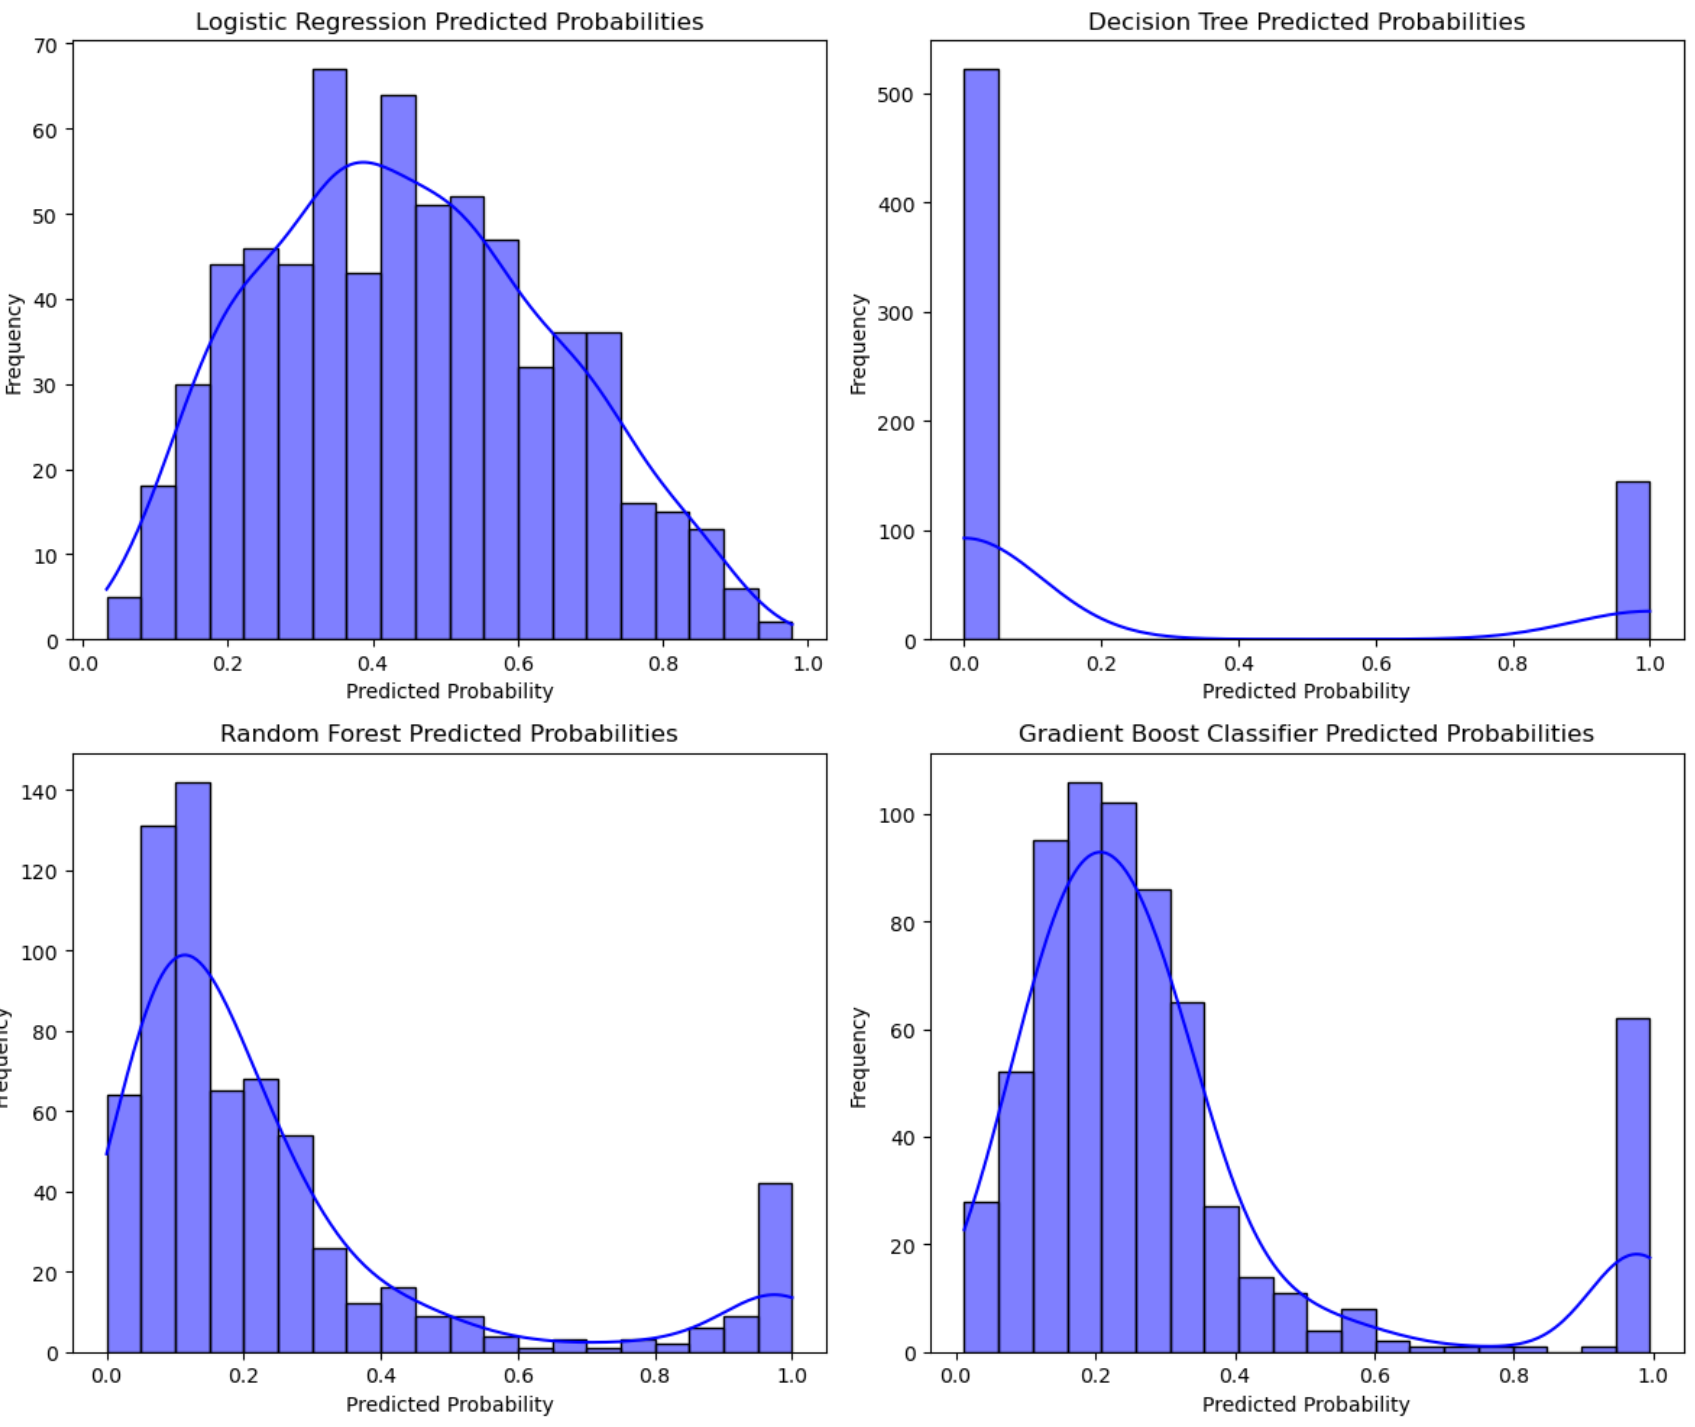 Logistic Regression Predicted Probabilities
70
60
50
40
30
20
10
0
Frequency
0.0 0.2 0.4 0.6 0.8 1.0
Predicted Probability
Decision Tree Predicted Probabilities
500
400
300
200
100
0
Frequency
0.0 0.2 0.4 0.6 0.8 1.0
Predicted Probability
Random Forest Predicted Probabilities
140
120
100
80
60
40
20
0
Frequency
0.0 0.2 0.4 0.6 0.8 1.0
Predicted Probability
Gradient Boost Classifier Predicted Probabilities
100
80
60
40
20
0
Frequency
0.0 0.2 0.4 0.6 0.8 1.0
Predicted Probability